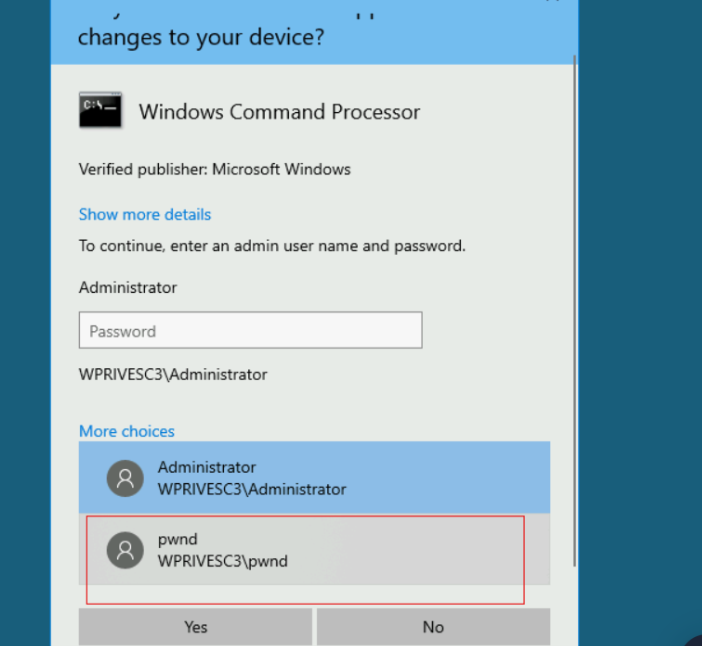 changes to your device?
C:\_
Windows Command Processor
Verified publisher: Microsoft Windows
Show more details
To continue, enter an admin user name and password.
Administrator
Password
WPRIVESC3\Administrator
More choices
Administrator
WPRIVESC3\Administrator
pwnd
WPRIVESC3\pwnd
Yes
No